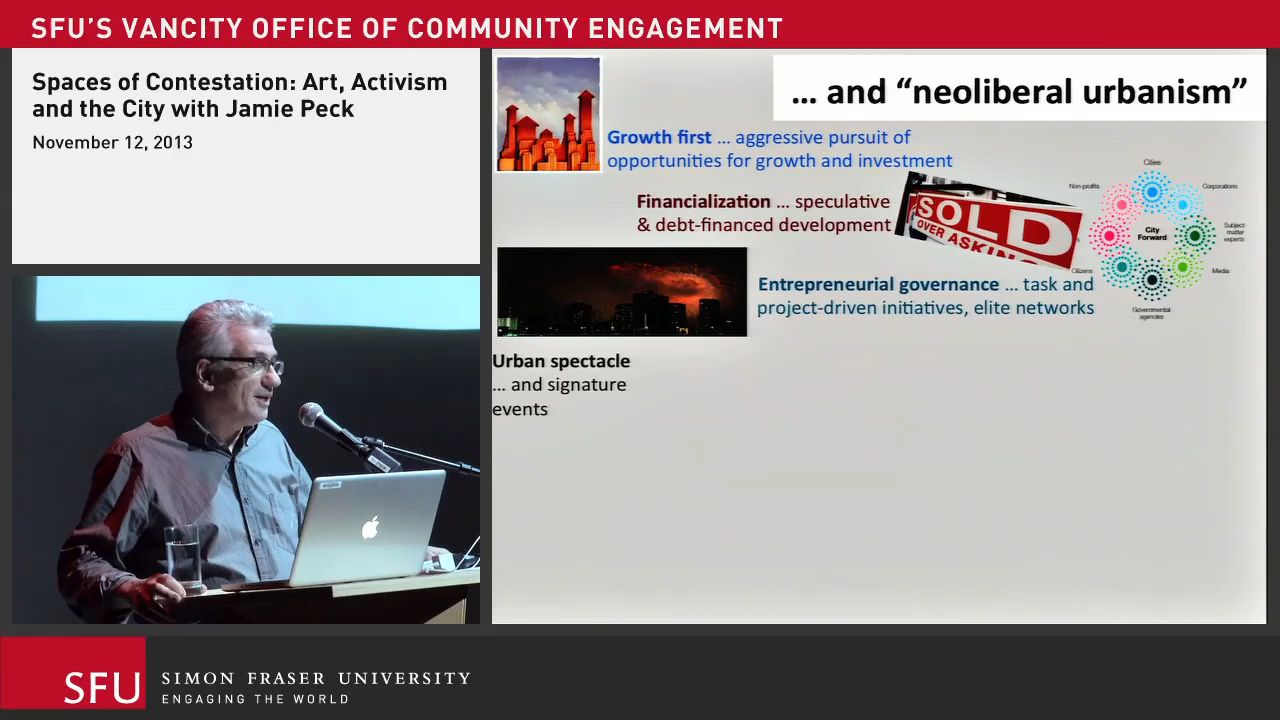 SFU'S VANCITY OFFICE OF COMMUNITY ENGAGEMENT
Spaces of Contestation: Art, Activism
and the City with Jamie Peck
November 12, 2013
... and “neoliberal urbanism”
Growth first ... aggressive pursuit of
opportunities for growth and investment
Financialization ... speculative
& debt-financed development
SOLD
OVER ASKING
Cities
Non-profits
Corporations
City
Forward
Subject-
matter
experts
Citizens
Media
Governmental
agencies
Entrepreneurial governance ... task and
project-driven initiatives, elite networks
Urban spectacle
... and signature
events
SFU
SIMON FRASER UNIVERSITY
ENGAGING THE WORLD